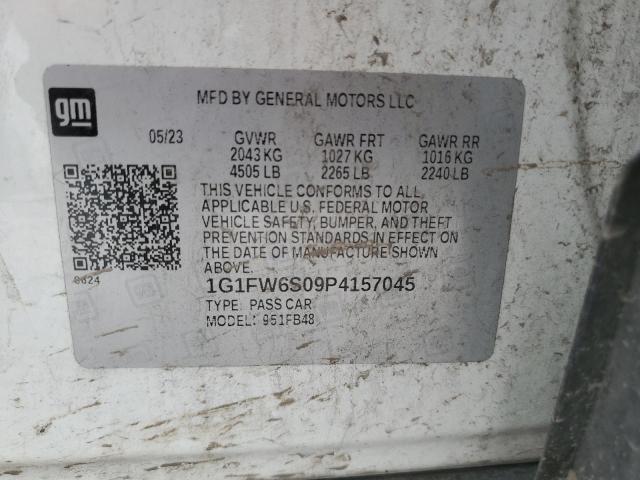 gm
MFD BY GENERAL MOTORS LLC
05/23 GVWR GAWR FRT GAWR RR
2043 KG 1027 KG 1016 KG
4505 LB 2265 LB 2240 LB
THIS VEHICLE CONFORMS TO ALL
APPLICABLE U.S. FEDERAL MOTOR
VEHICLE SAFETY, BUMPER, AND THEFT
PREVENTION STANDARDS IN EFFECT ON
THE DATE OF MANUFACTURE SHOWN
ABOVE.
8624
1G1FW6S09P4157045
TYPE: PASS CAR
MODEL: 951FB48